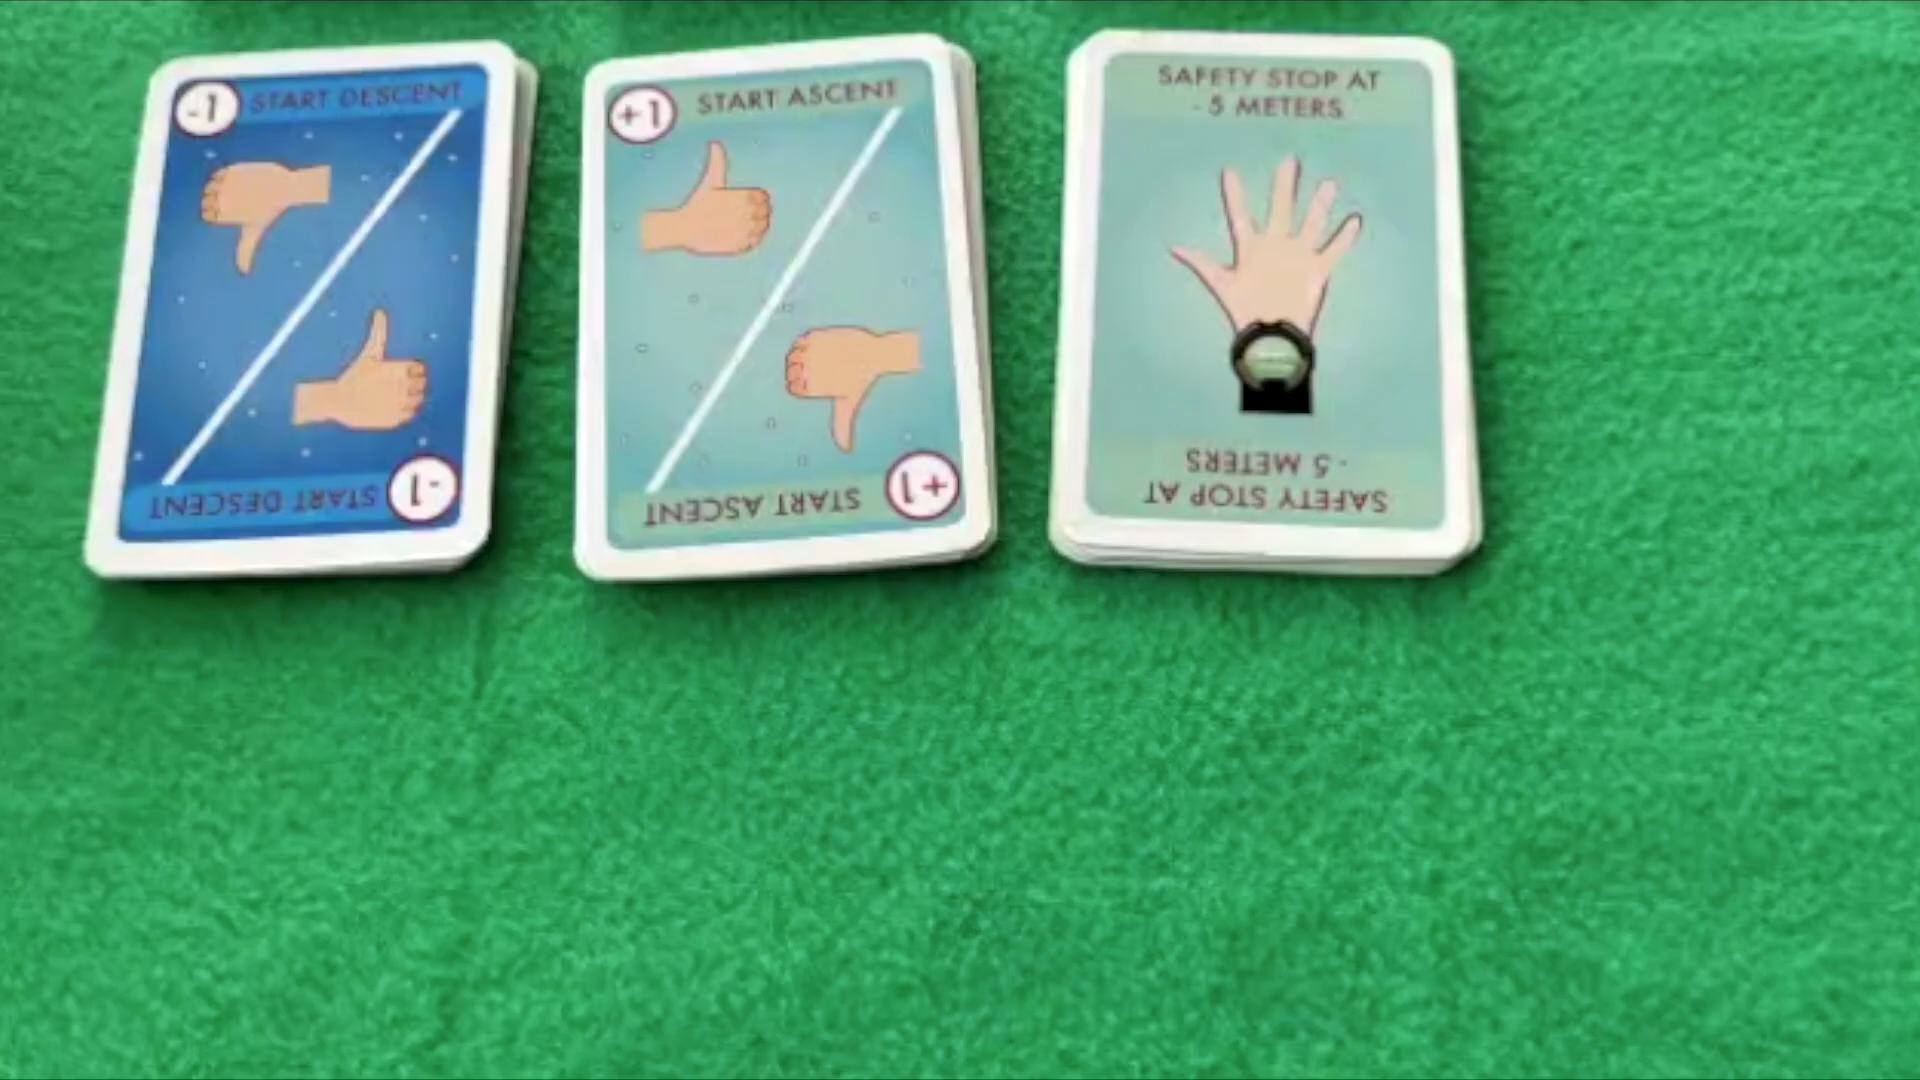 -1 START DESCENT
START DESCENT -1
+1 START ASCENT
START ASCENT +1
SAFETY STOP AT
- 5 METERS
SAFETY STOP AT
- 5 METERS